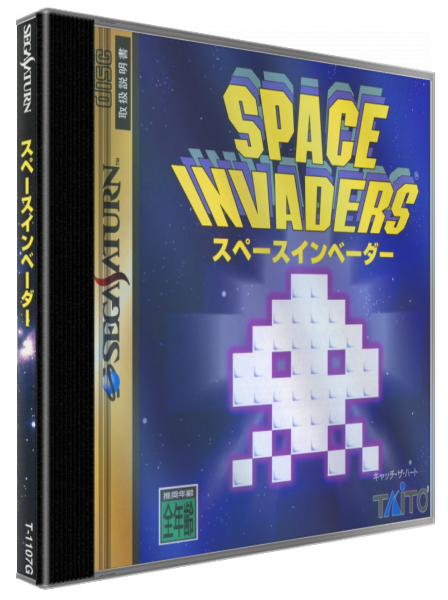 SEGA SATURN
スペースインベーダー
T-1107G
DISC
取扱説明書
SEGA SATURN™
SPACE
INVADERS®
スペースインベーダー
推奨年齢
全年齢
キャッチ・ザ・ハート
TAITO®